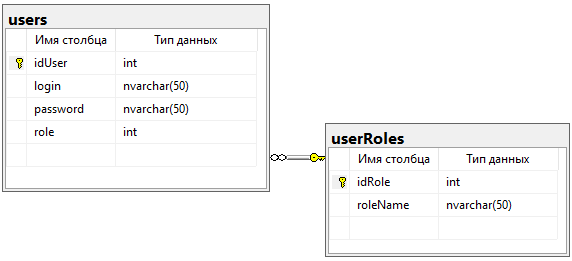 users
Имя столбца Тип данных
idUser int
login nvarchar(50)
password nvarchar(50)
role int
userRoles
Имя столбца Тип данных
idRole int
roleName nvarchar(50)